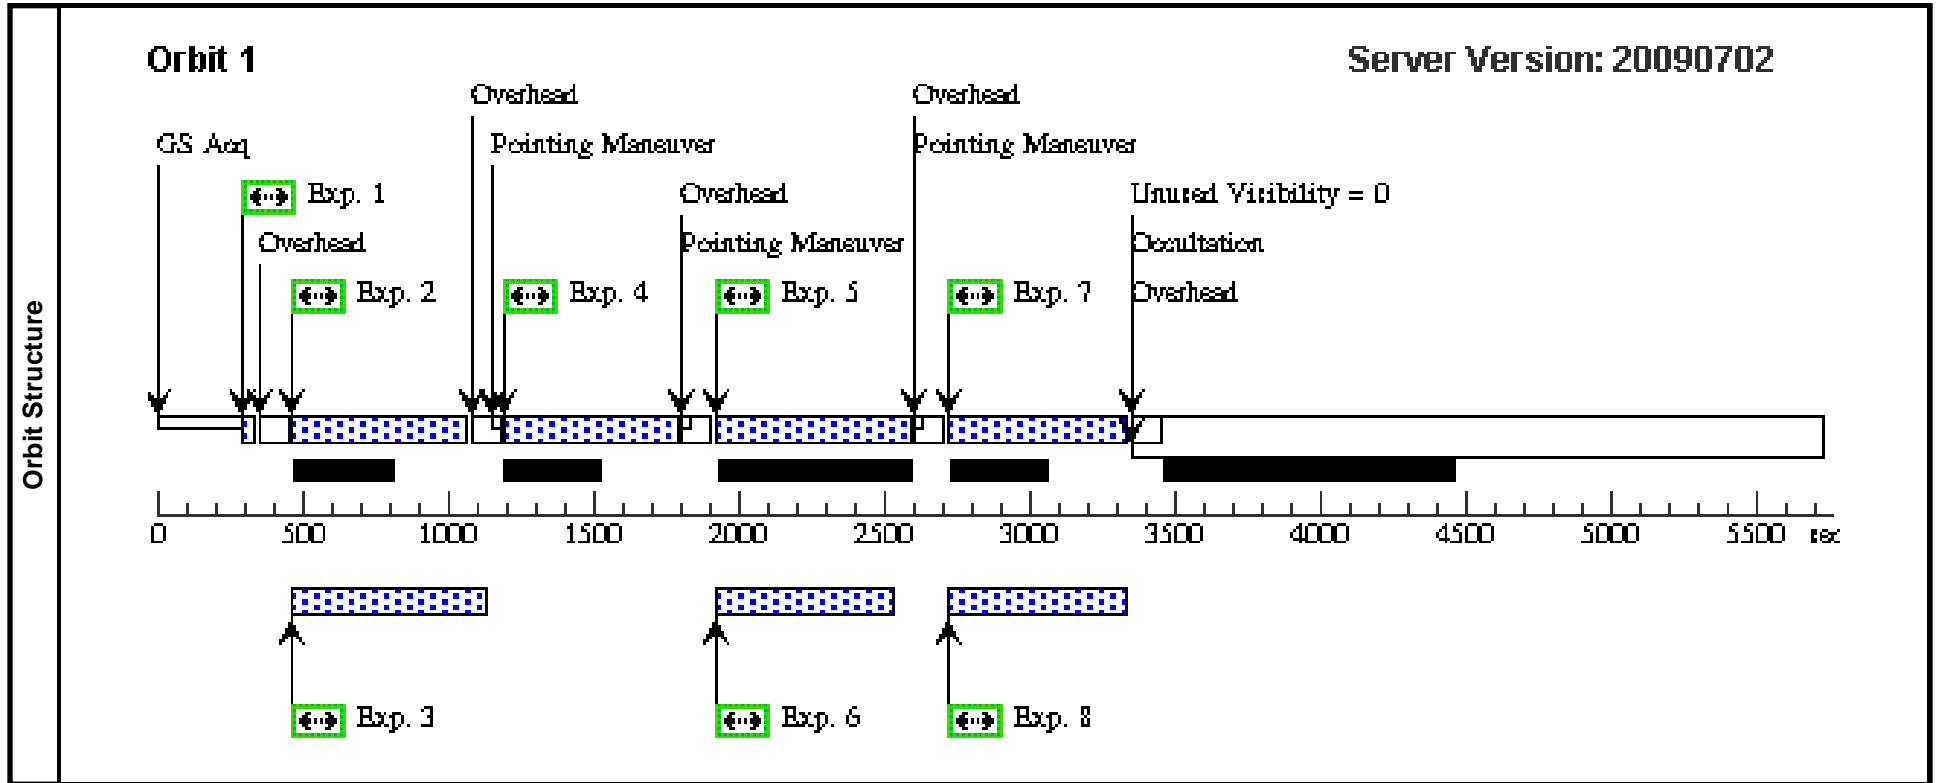 Orbit Structure
Orbit 1
Server Version: 20090702
Overhead
Overhead
GS Acq
Pointing Maneuver
Pointing Maneuver
Exp. 1
Overhead
Unused Visibility = 0
Overhead
Pointing Maneuver
Occultation
Exp. 2
Exp. 4
Exp. 5
Exp. 7
Overhead
0 500 1000 1500 2000 2500 3000 3500 4000 4500 5000 5500 sec
Exp. 3
Exp. 6
Exp. 8